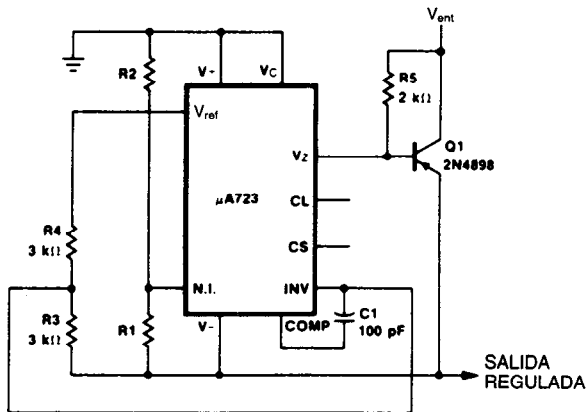 V_ent
R2
V+
V_C
R5
2 kΩ
V_ref
Q1
2N4898
V_Z
μA723
CL
R4
3 kΩ
CS
N.I.
INV
R3
3 kΩ
R1
C1
100 pF
V-
COMP
SALIDA
REGULADA